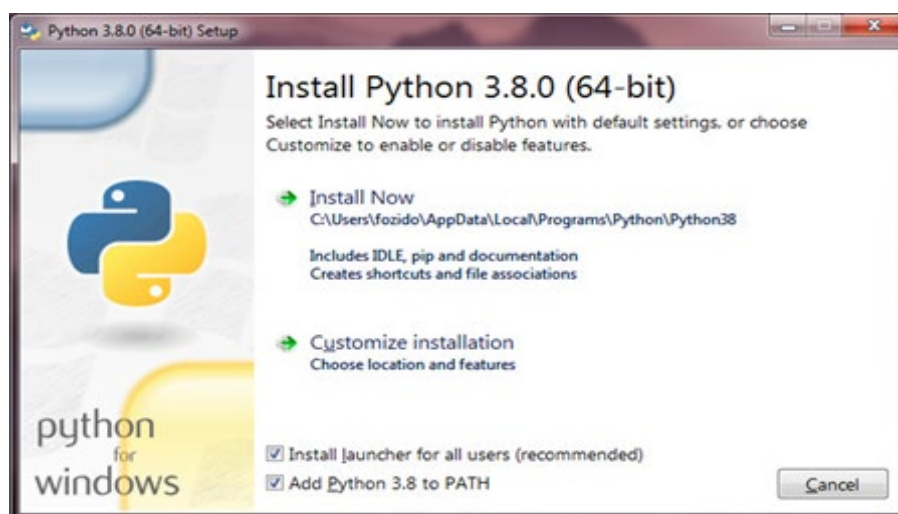 Python 3.8.0 (64-bit) Setup
Install Python 3.8.0 (64-bit)
Select Install Now to install Python with default settings, or choose
Customize to enable or disable features.
Install Now
C:\Users\fozido\AppData\Local\Programs\Python\Python38
Includes IDLE, pip and documentation
Creates shortcuts and file associations
Customize installation
Choose location and features
python
for
windows
Install launcher for all users (recommended)
Add Python 3.8 to PATH
Cancel